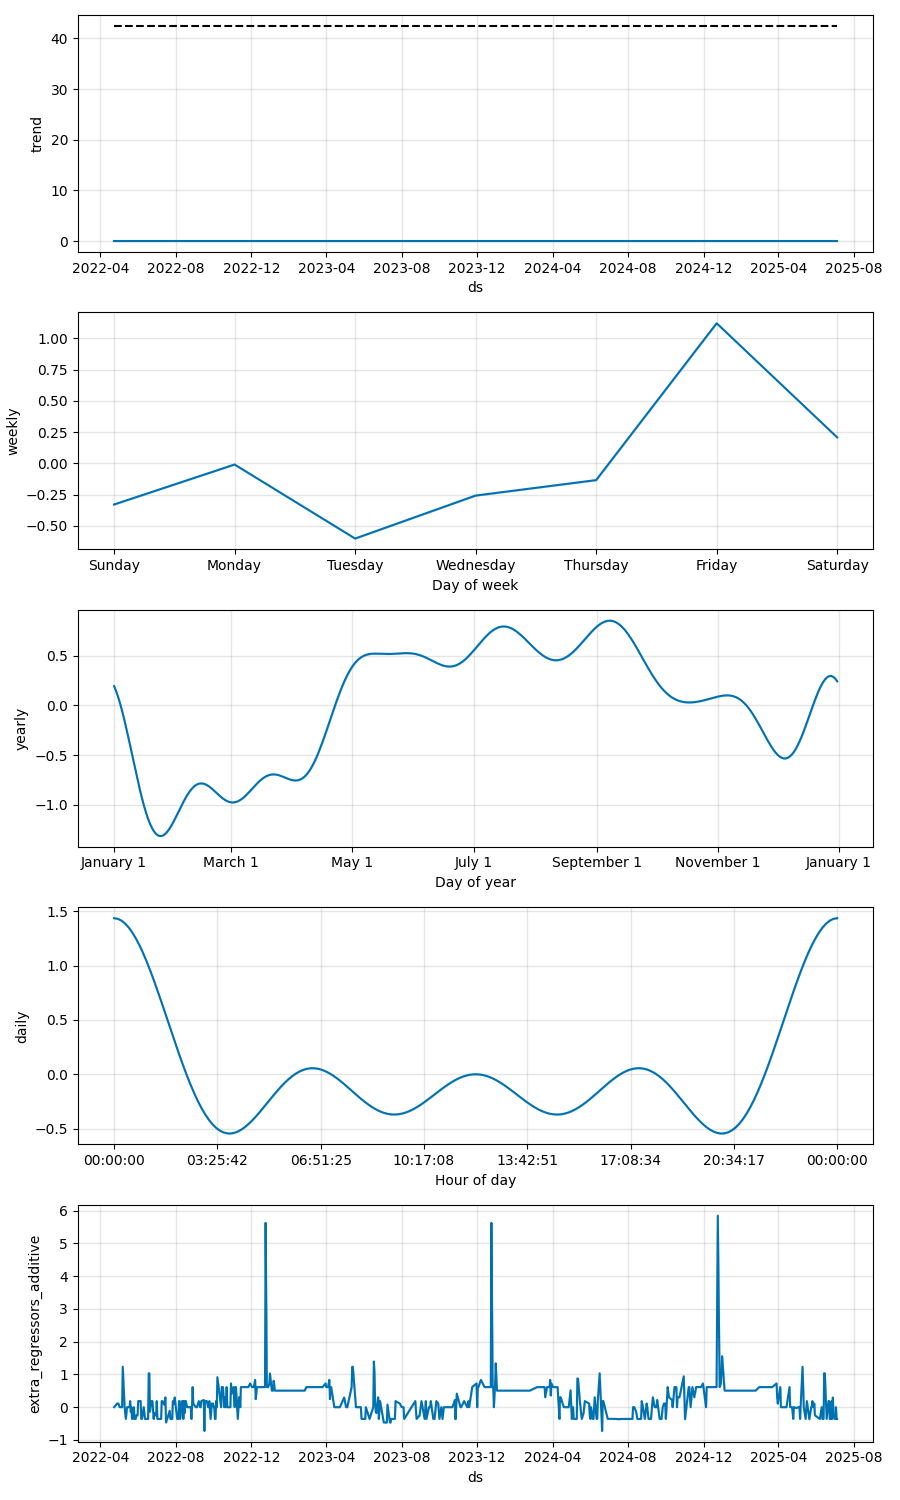 40
30
20
10
0
trend
2022-04 2022-08 2022-12 2023-04 2023-08 2023-12 2024-04 2024-08 2024-12 2025-04 2025-08
ds
1.00
0.75
0.50
0.25
0.00
−0.25
−0.50
weekly
Sunday Monday Tuesday Wednesday Thursday Friday Saturday
Day of week
0.5
0.0
−0.5
−1.0
yearly
January 1 March 1 May 1 July 1 September 1 November 1 January 1
Day of year
1.5
1.0
0.5
0.0
−0.5
daily
00:00:00 03:25:42 06:51:25 10:17:08 13:42:51 17:08:34 20:34:17 00:00:00
Hour of day
6
5
4
3
2
1
0
−1
extra_regressors_additive
2022-04 2022-08 2022-12 2023-04 2023-08 2023-12 2024-04 2024-08 2024-12 2025-04 2025-08
ds